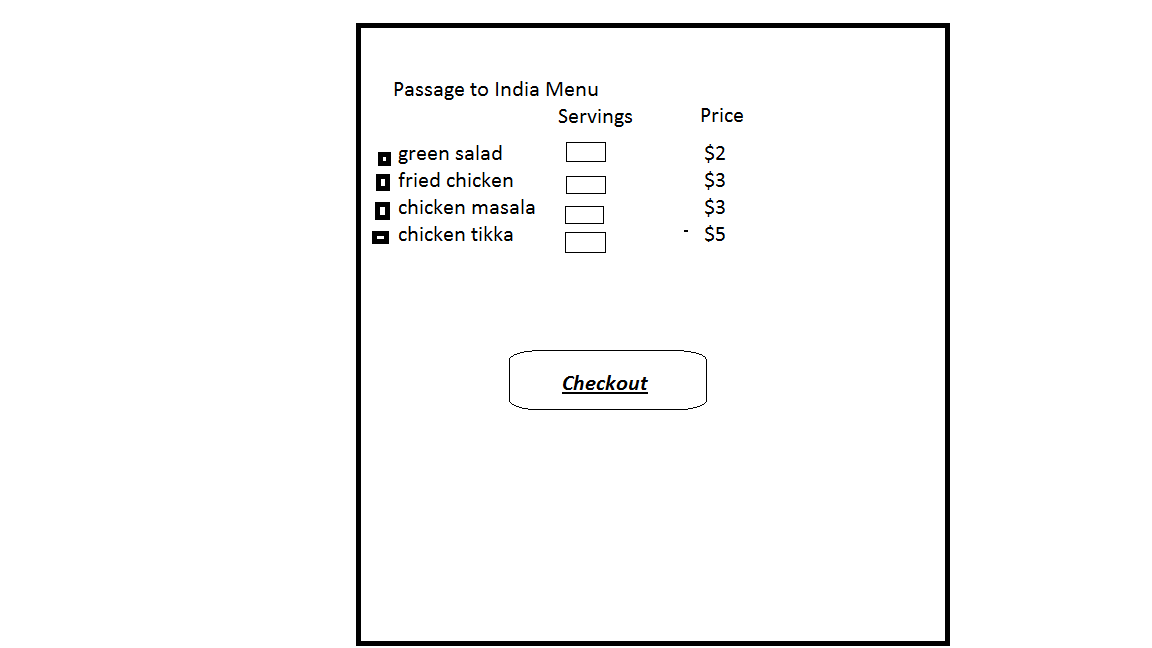 Passage to India Menu
Servings Price
green salad $2
fried chicken $3
chicken masala $3
chicken tikka - $5
Checkout